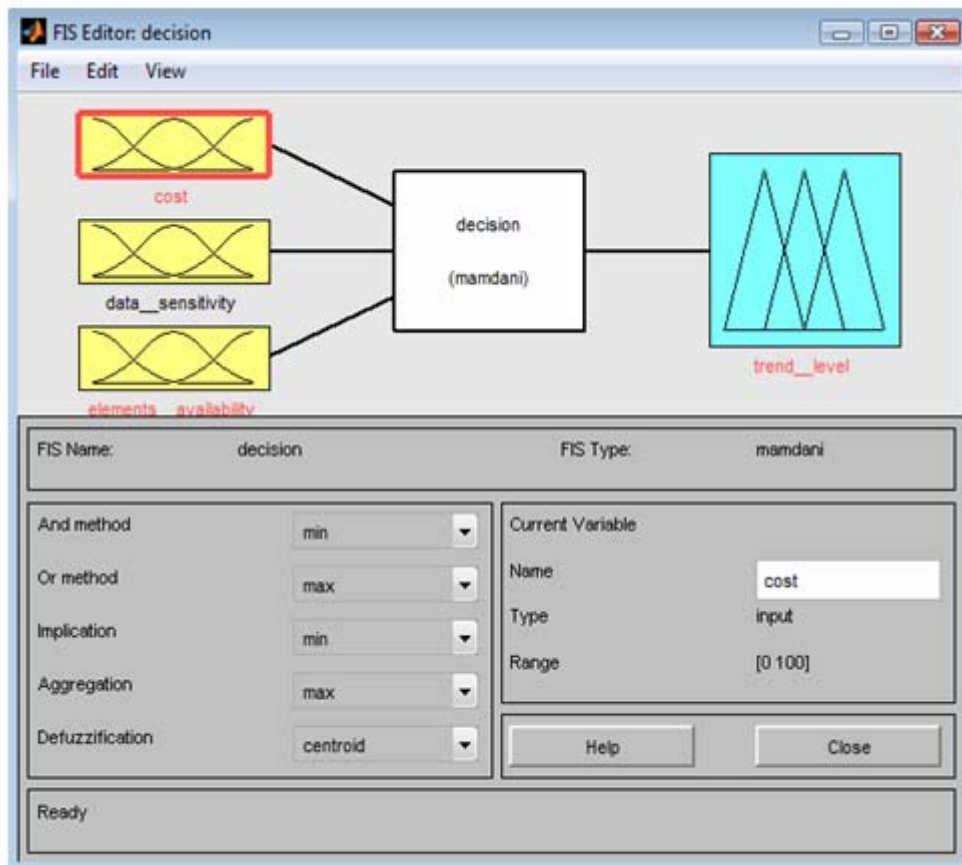 FIS Editor: decision
File Edit View
cost
data__sensitivity
elements__availability
decision
(mamdani)
trend__level
FIS Name: decision FIS Type: mamdani
And method min
Or method max
Implication min
Aggregation max
Defuzzification centroid
Current Variable
Name cost
Type input
Range [0 100]
Help Close
Ready